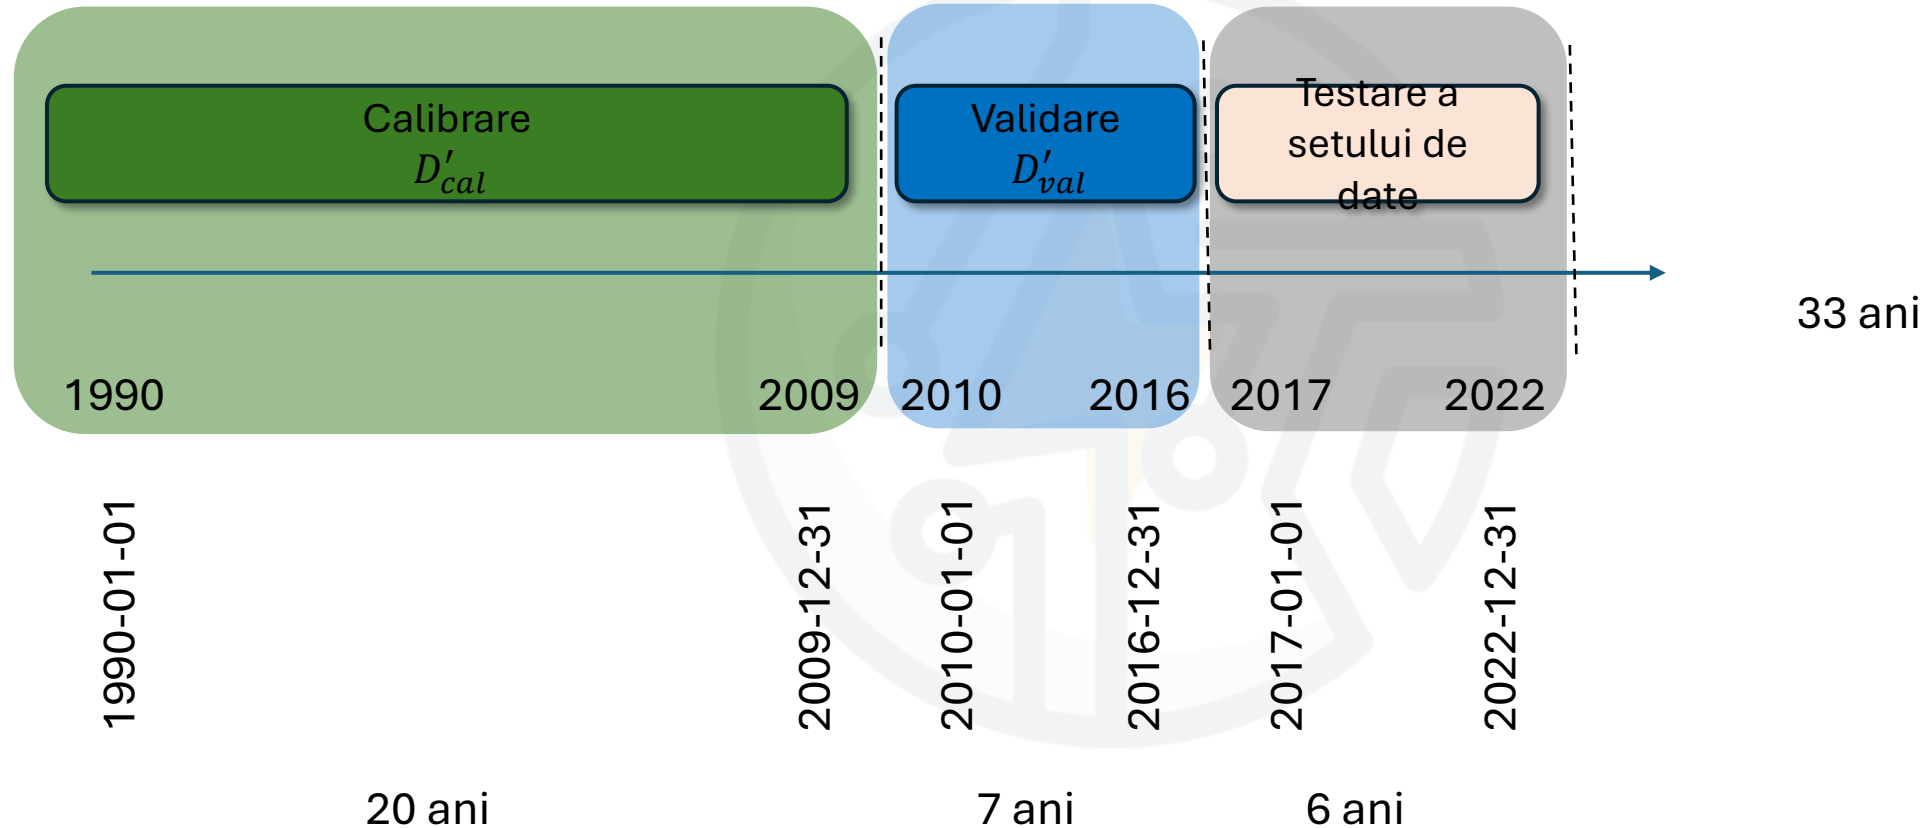 Calibrare
D′cal
Validare
D′val
Testare a
setului de
date
33 ani
1990
2009
2010
2016
2017
2022
1990-01-01
2009-12-31
2010-01-01
2016-12-31
2017-01-01
2022-12-31
20 ani
7 ani
6 ani